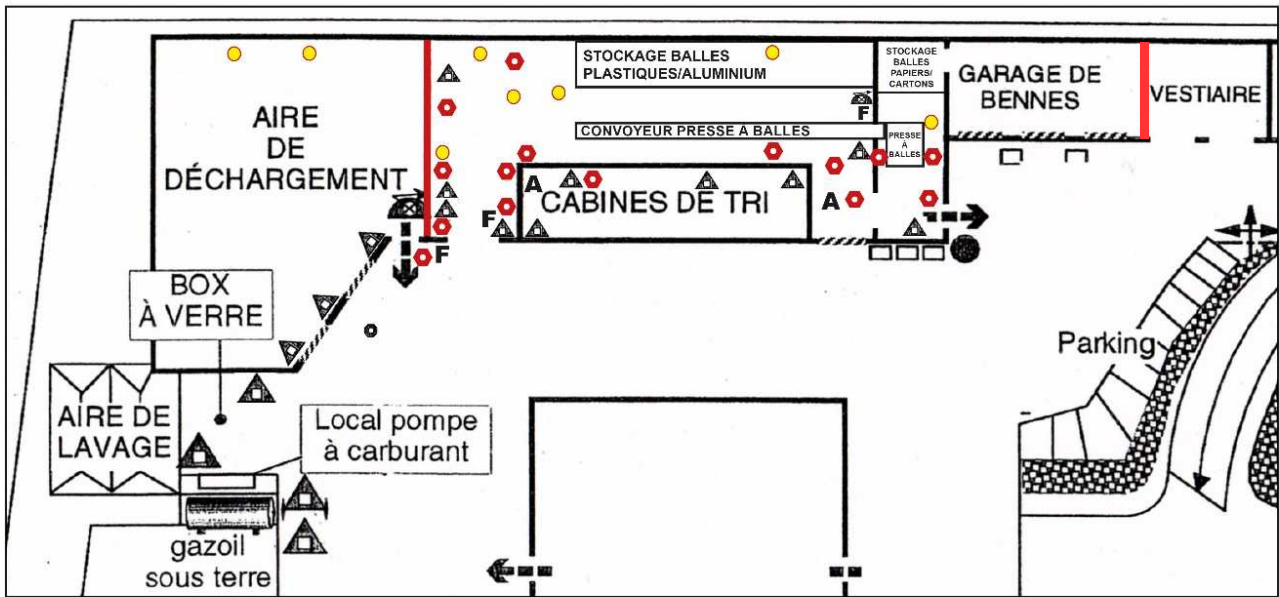 STOCKAGE BALLES
PLASTIQUES/ALUMINIUM
STOCKAGE
BALLES
PAPIERS/
CARTONS
GARAGE DE
BENNES
VESTIAIRE
AIRE
DE
DÉCHARGEMENT
F
CONVOYEUR PRESSE À BALLES
PRESSE
À
BALLES
A
CABINES DE TRI
A
F
F
BOX
À VERRE
Parking
AIRE DE
LAVAGE
Local pompe
à carburant
gazoil
sous terre